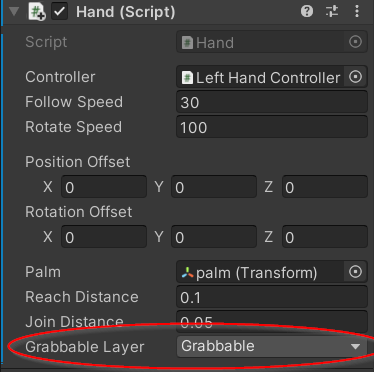 Hand (Script)
Script Hand
Controller Left Hand Controller
Follow Speed 30
Rotate Speed 100
Position Offset
X 0 Y 0 Z 0
Rotation Offset
X 0 Y 0 Z 0
Palm palm (Transform)
Reach Distance 0.1
Join Distance 0.05
Grabbable Layer Grabbable